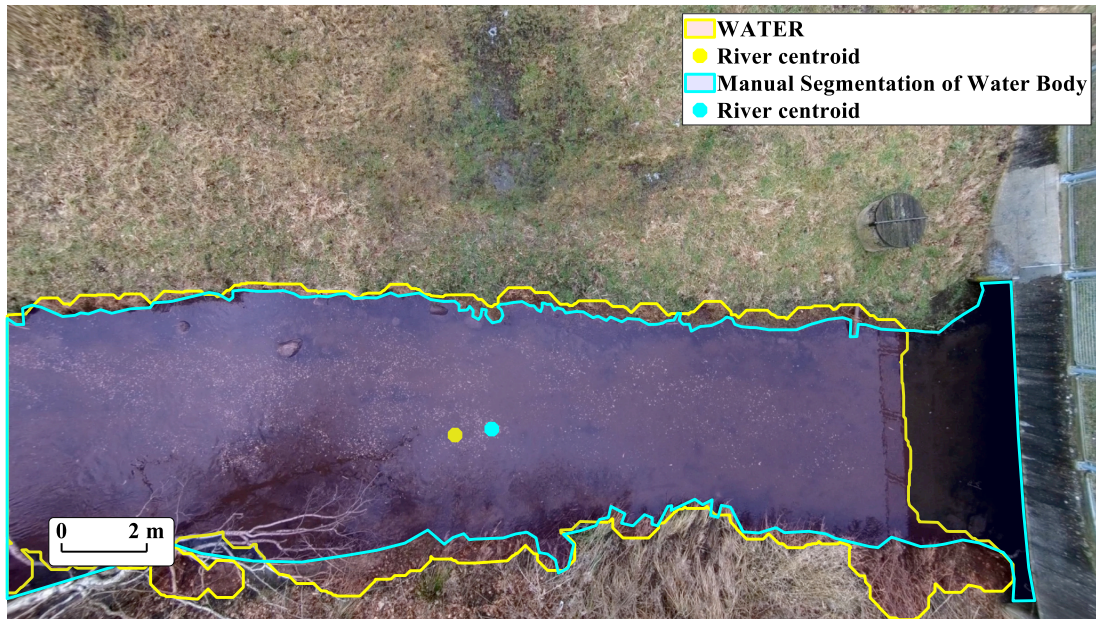 WATER
River centroid
Manual Segmentation of Water Body
River centroid
0 2 m